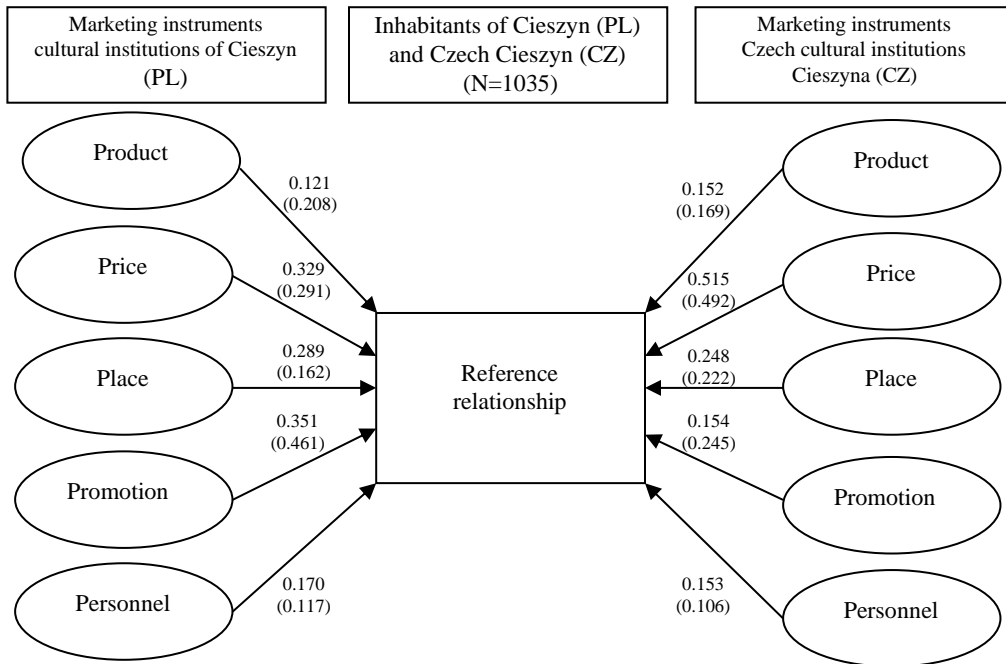 Marketing instruments
cultural institutions of Cieszyn
(PL)
Inhabitants of Cieszyn (PL)
and Czech Cieszyn (CZ)
(N=1035)
Marketing instruments
Czech cultural institutions
Cieszyna (CZ)
Product
0.121
(0.208)
Price
0.329
(0.291)
Place
0.289
(0.162)
Promotion
0.351
(0.461)
Personnel
0.170
(0.117)
Reference
relationship
Product
0.152
(0.169)
Price
0.515
(0.492)
Place
0.248
(0.222)
Promotion
0.154
(0.245)
Personnel
0.153
(0.106)